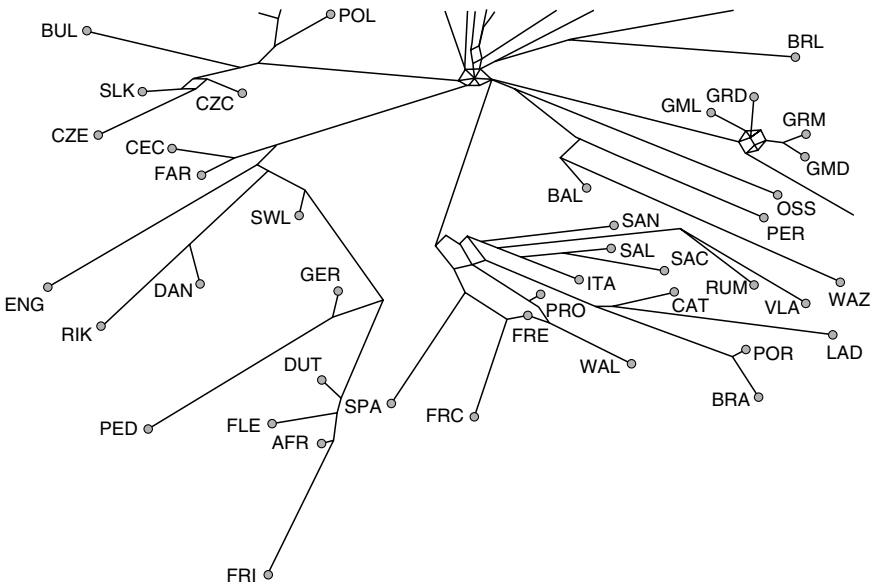 POL
BUL
BRL
SLK
CZC
GML
GRD
GRM
CZE
CEC
GMD
FAR
BAL
OSS
SWL
SAN
PER
SAL
SAC
GER
ITA
RUM
WAZ
ENG
DAN
PRO
CAT
VLA
RIK
FRE
LAD
DUT
WAL
POR
SPA
BRA
PED
FLE
FRC
AFR
FRI